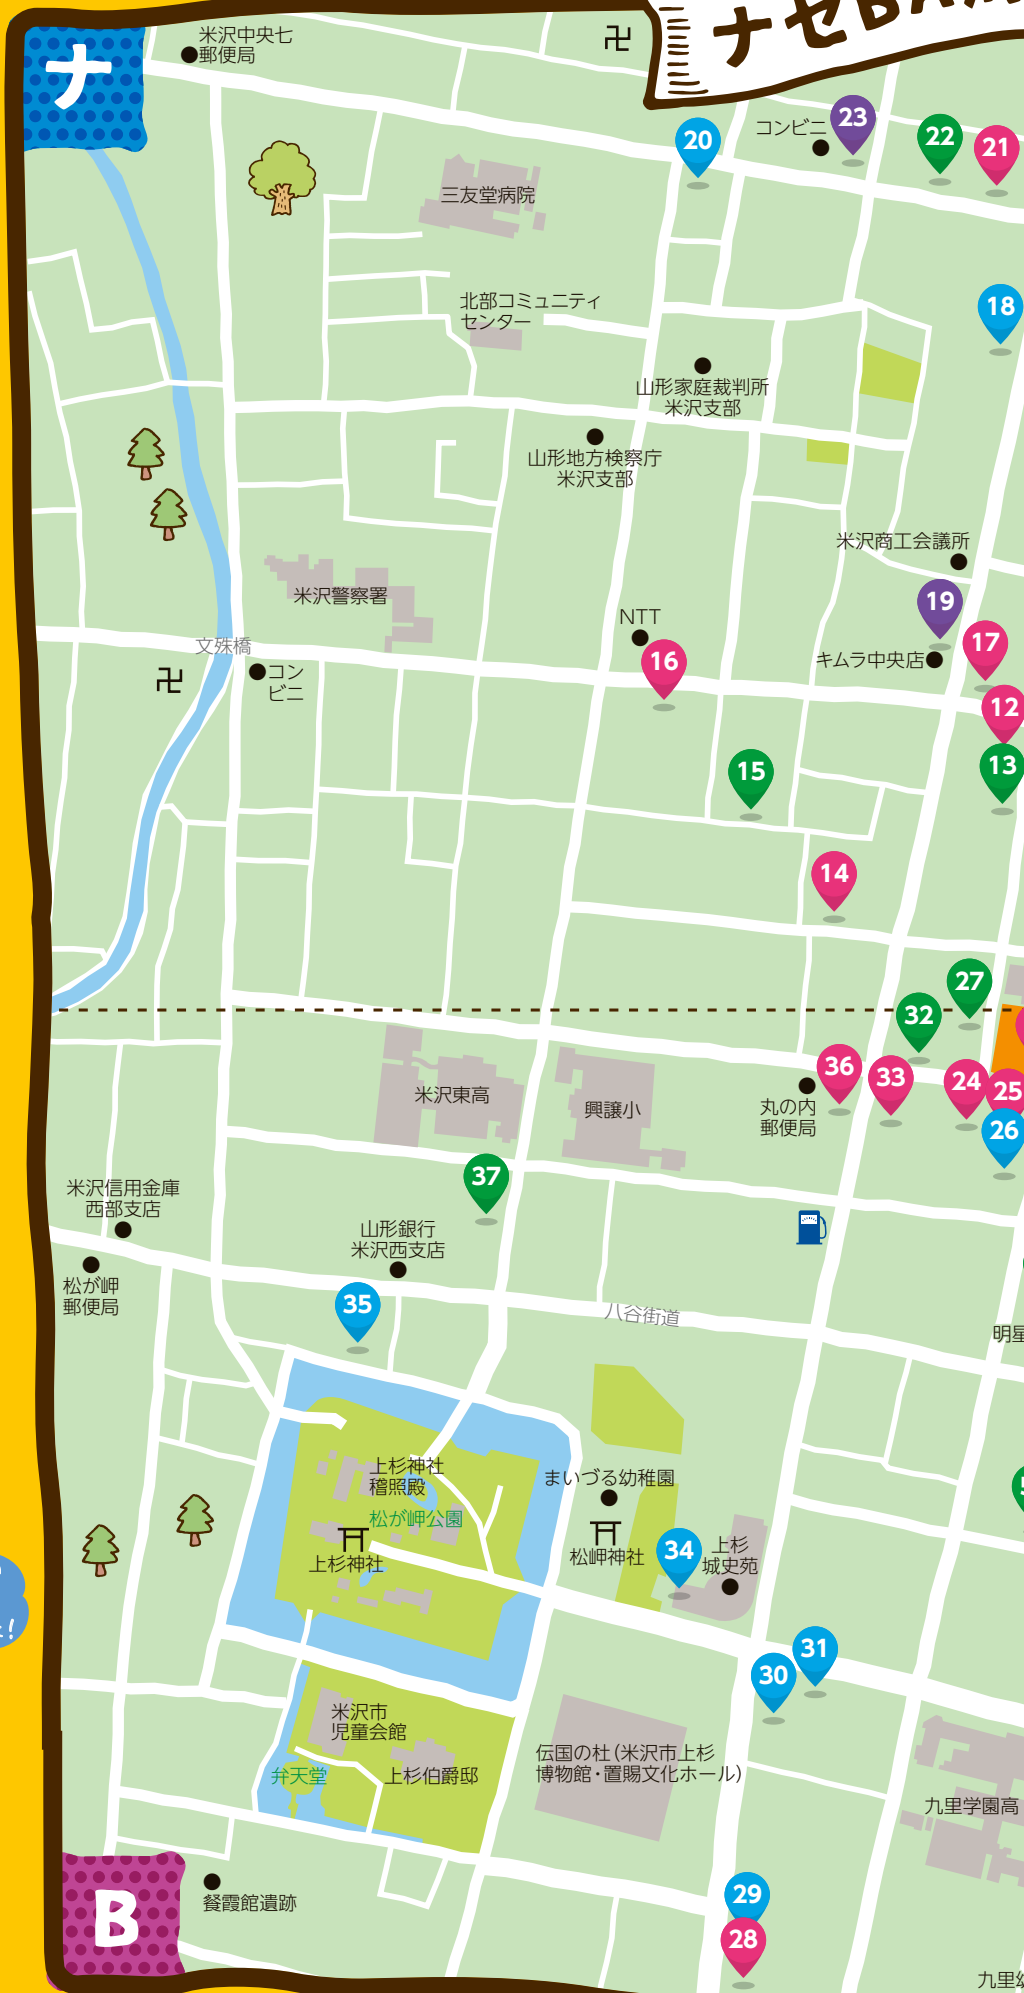 ナセBA
ナ
米沢中央七
郵便局
20
コンビニ
23
22
21
三友堂病院
北部コミュニティ
センター
18
山形家庭裁判所
米沢支部
山形地方検察庁
米沢支部
米沢商工会議所
米沢警察署
19
NTT
文殊橋
17
16
キムラ中央店
コン
ビニ
12
13
15
14
27
32
36
33
24
25
米沢東高
興譲小
丸の内
郵便局
26
37
米沢信用金庫
西部支店
山形銀行
米沢西支店
松が岬
郵便局
35
八谷街道
明星
上杉神社
稽照殿
まいづる幼稚園
松が岬公園
上杉神社
松岬神社
34
上杉
城史苑
31
30
米沢市
児童会館
伝国の杜(米沢市上杉
博物館・置賜文化ホール)
弁天堂
上杉伯爵邸
九里学園高
29
B
餐霞館遺跡
28
九里幼